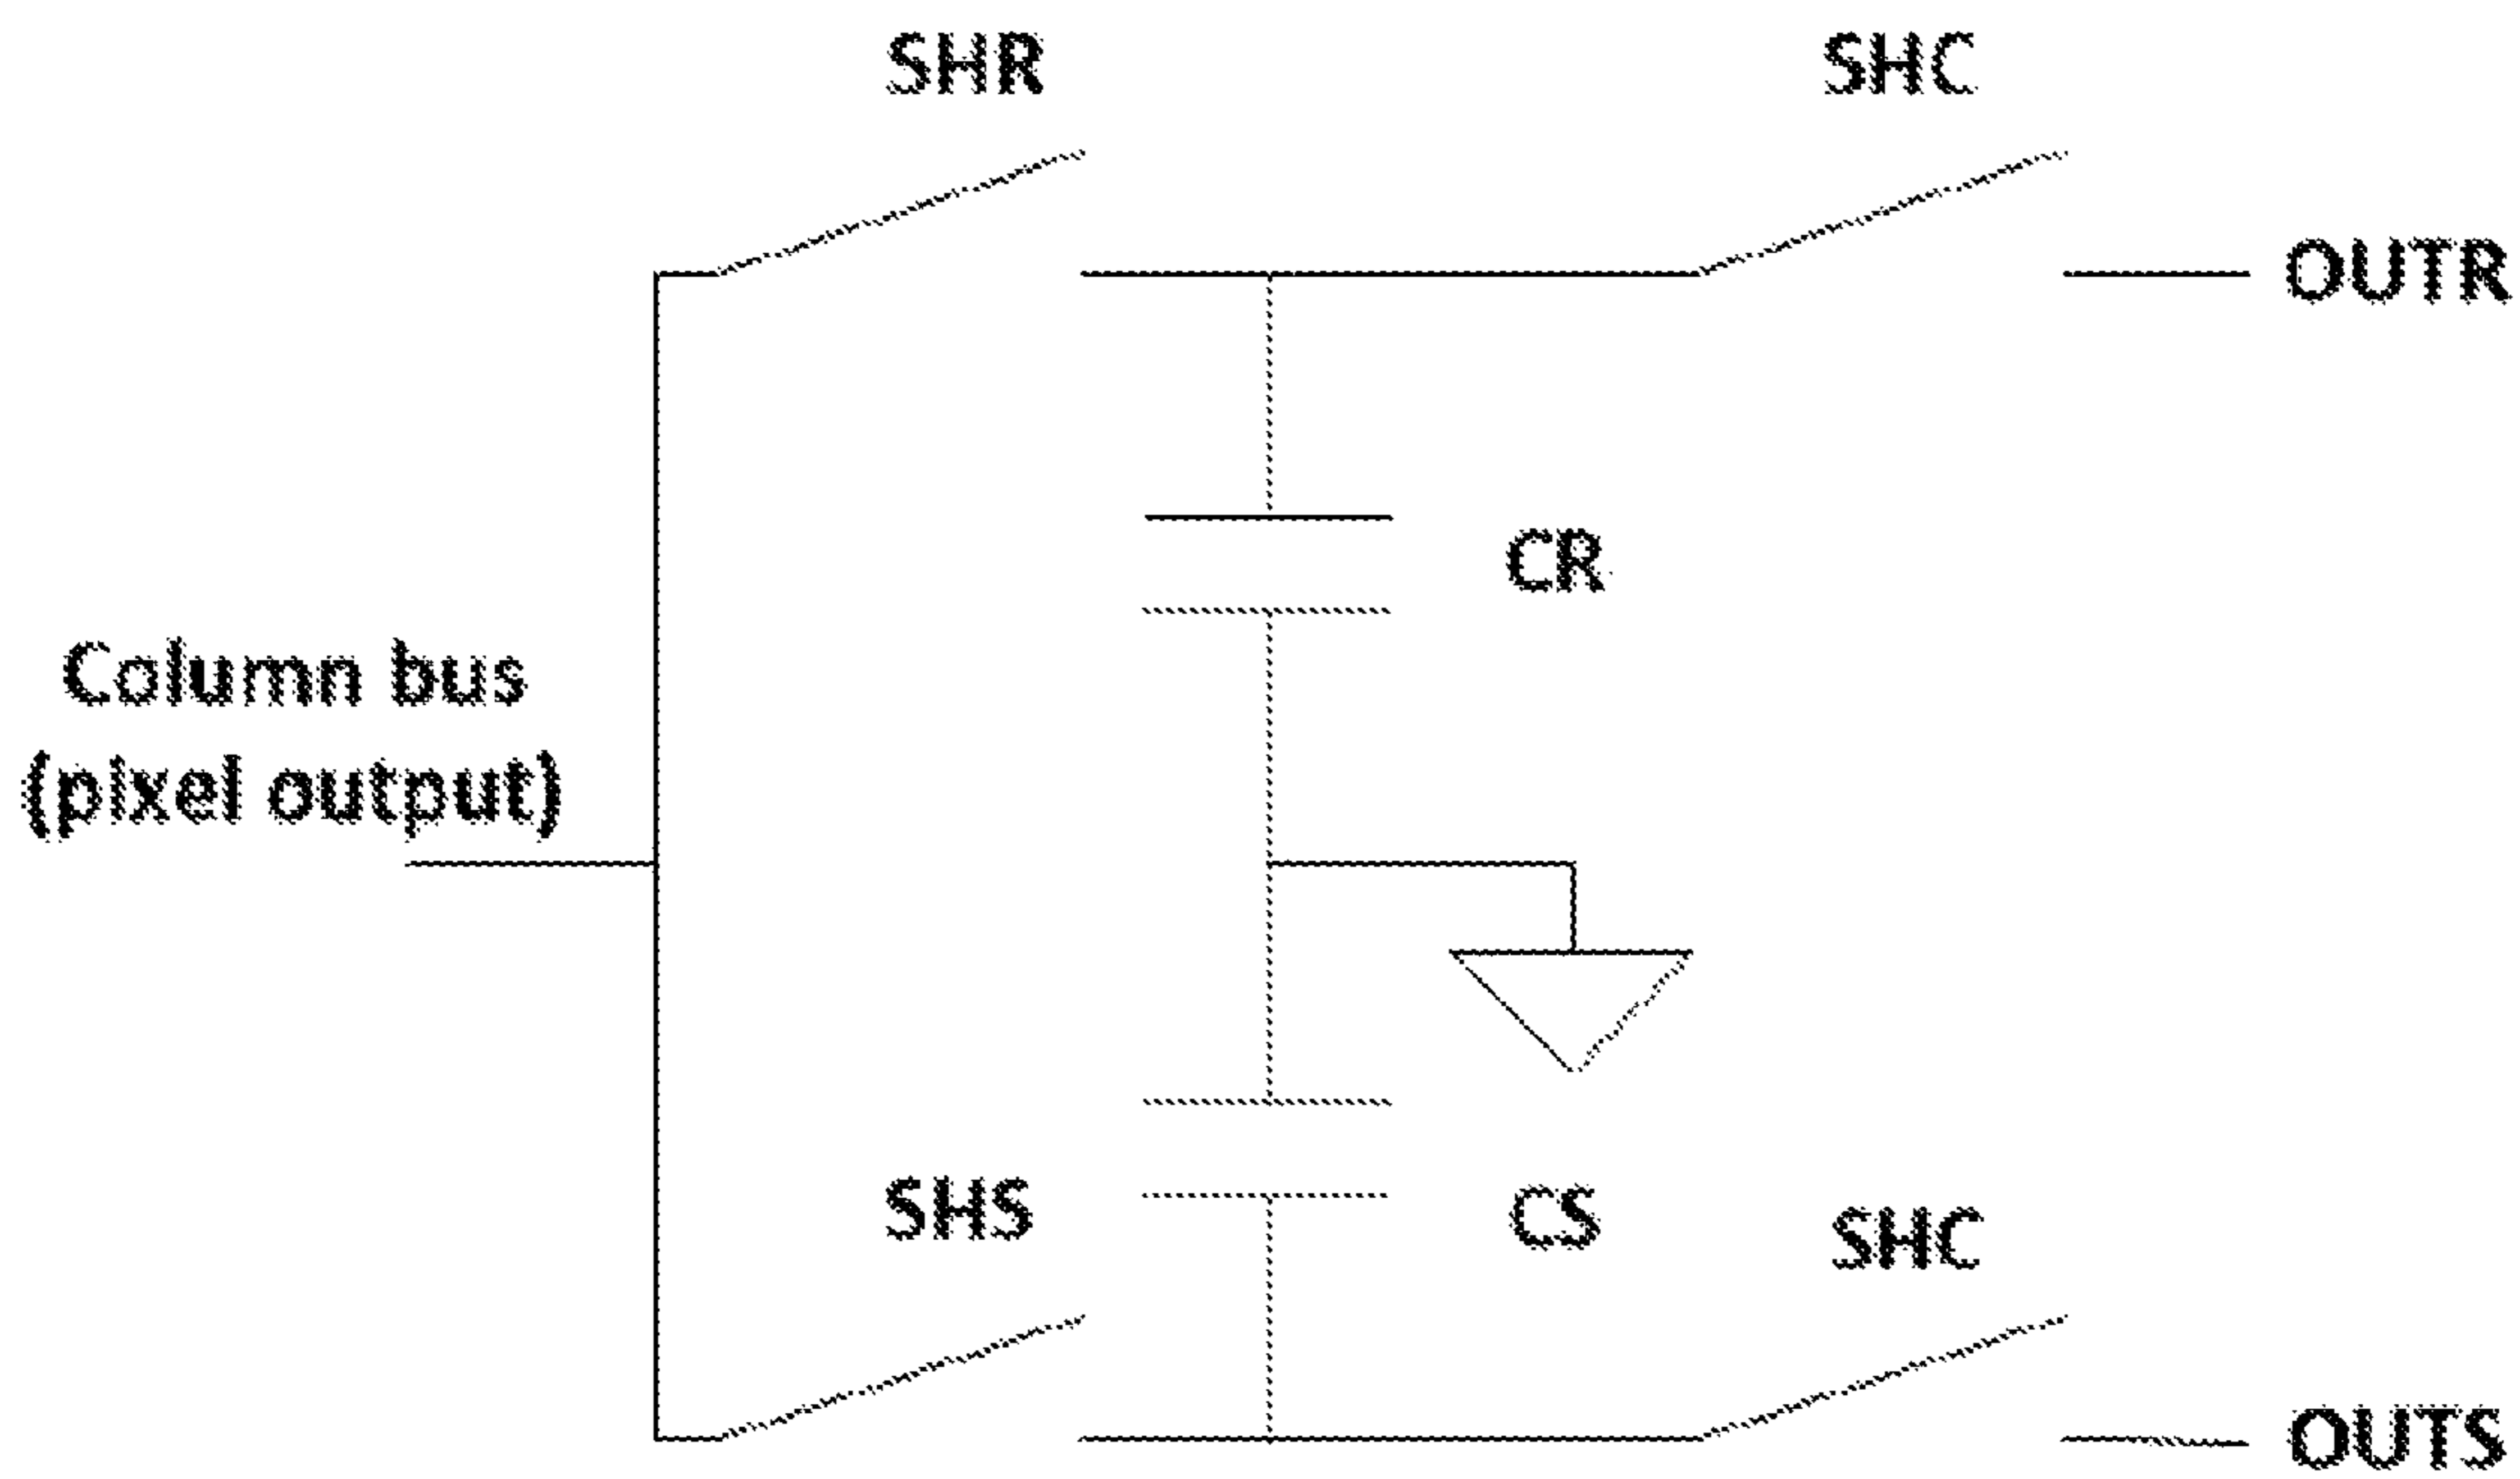 SHR
SHC
OUTR
CR
Column bus
(pixel output)
SHS
CS
SHC
OUTS